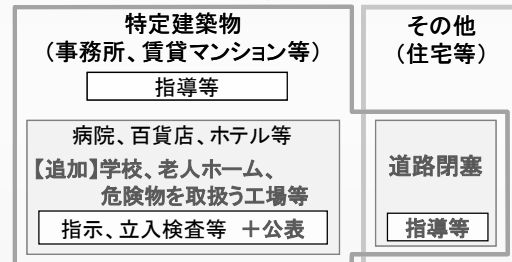 特定建築物
（事務所、賃貸マンション等）
指導等
病院、百貨店、ホテル等
【追加】学校、老人ホーム、
危険物を取扱う工場等
指示、立入検査等 ＋公表
その他
（住宅等）
道路閉塞
指導等